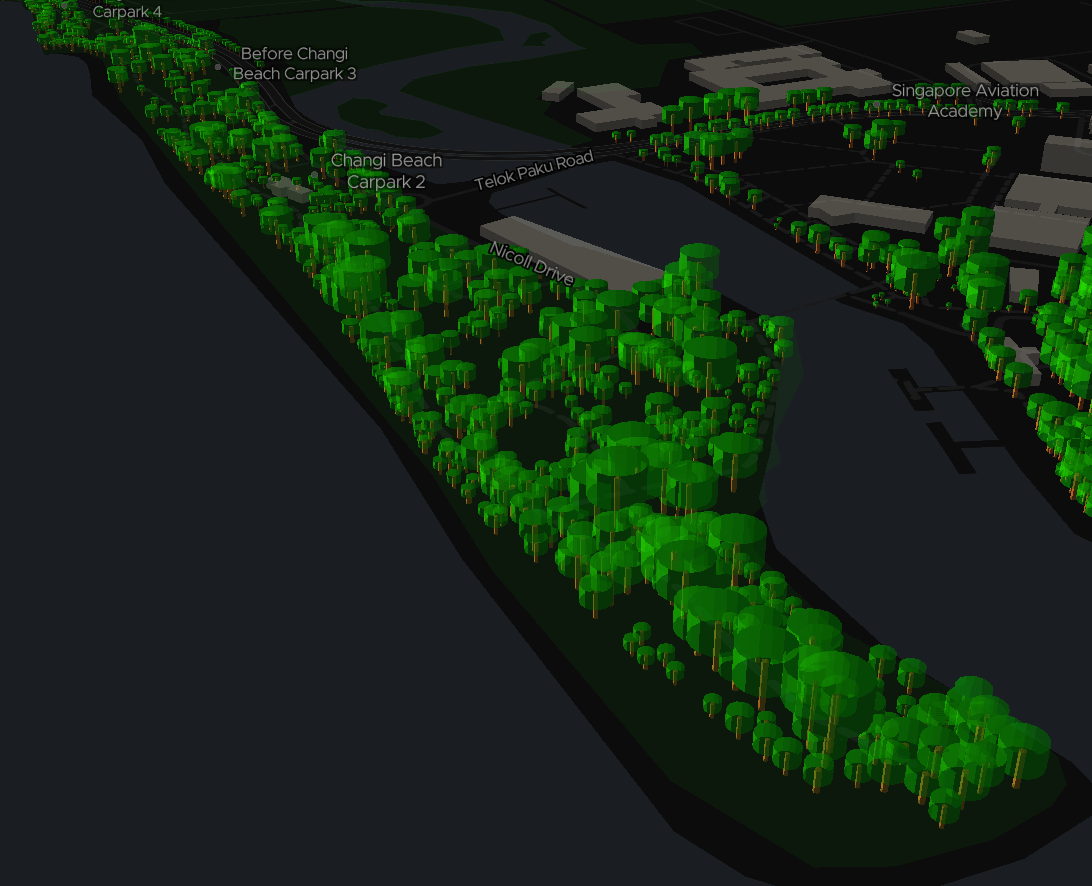 Carpark 4
Before Changi
Beach Carpark 3
Singapore Aviation
Academy
Changi Beach
Carpark 2
Telok Paku Road
Nicoll Drive